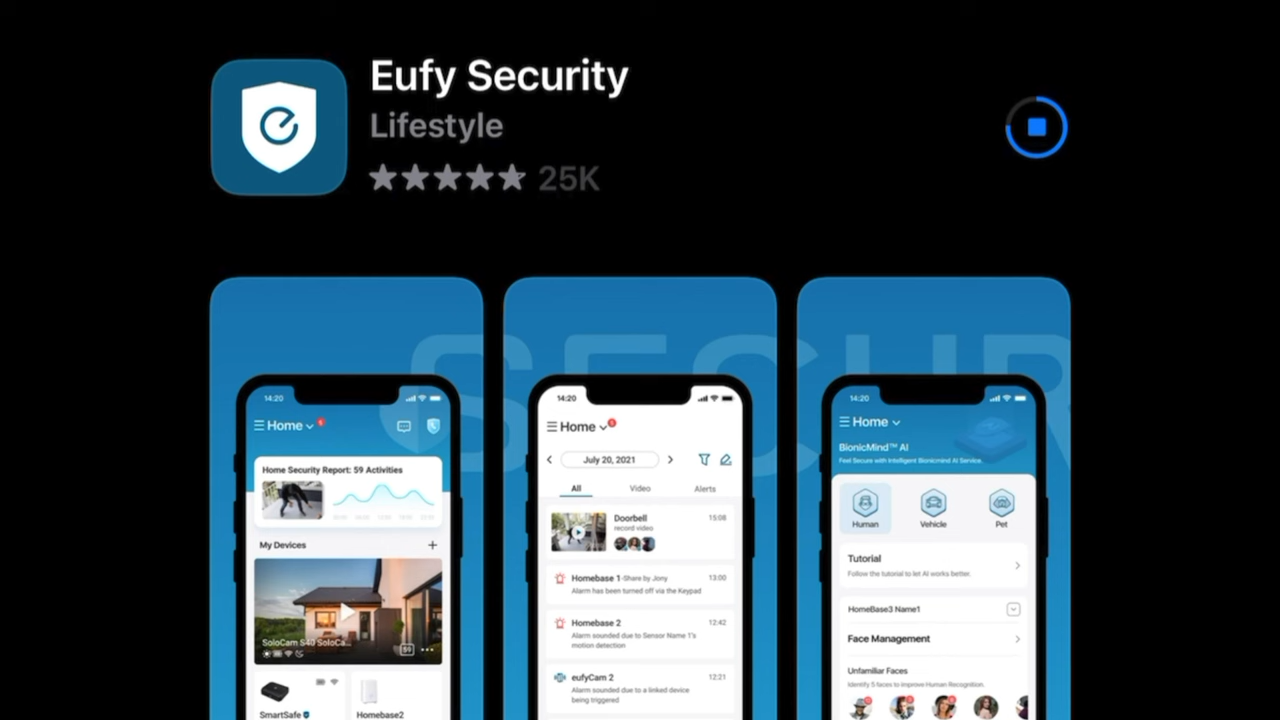 Eufy Security
Lifestyle
25K
SECUR
14:20
Home
Home Security Report: 59 Activities
My Devices
SoloCam S40 SoloCa...
59
SmartSafe
Homebase2
14:20
Home
July 20, 2021
All Video Alerts
Doorbell 15:08
record video
Homebase 1-Share by Jony 13:00
Alarm has been turned off via the Keypad
Homebase 2 12:42
Alarm sounded due to Sensor Name 1's
motion detection
eufyCam 2 12:21
Alarm sounded due to a linked device
being triggered
14:20
Home
BionicMind™ AI
Feel Secure with Intelligent Bionicmind AI Service.
Human Vehicle Pet
Tutorial
Follow the tutorial to let AI works better.
HomeBase3 Name1
Face Management
Unfamiliar Faces
Identify 5 faces to Improve Human Recognition.